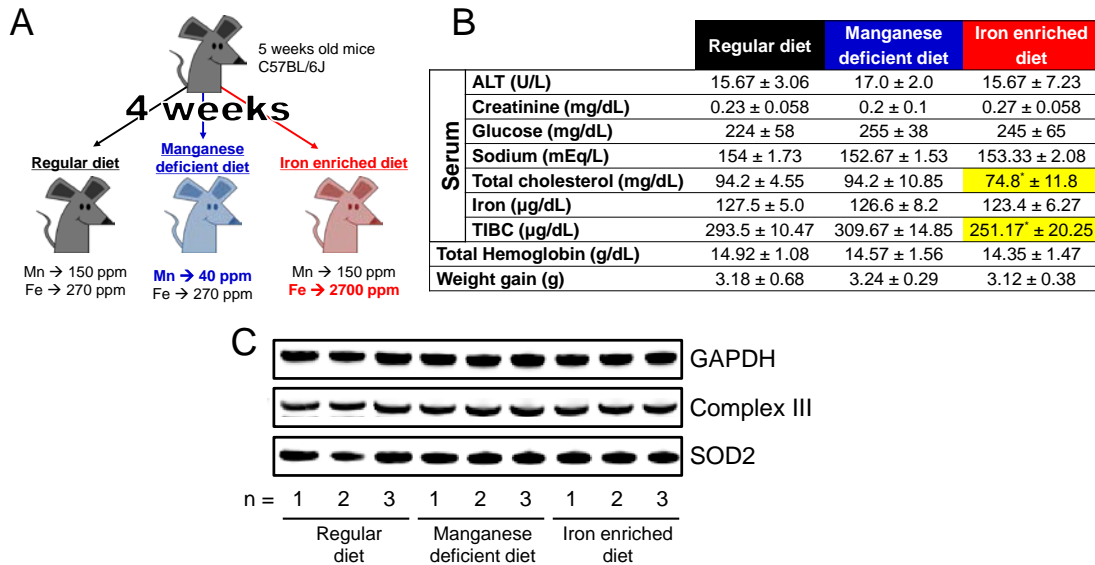 A
5 weeks old mice
C57BL/6J
4 weeks
Regular diet
Manganese
deficient diet
Iron enriched diet
Mn → 150 ppm
Fe → 270 ppm
Mn → 40 ppm
Fe → 270 ppm
Mn → 150 ppm
Fe → 2700 ppm
B
Regular diet
Manganese
deficient diet
Iron enriched
diet
Serum
ALT (U/L) 15.67 ± 3.06 17.0 ± 2.0 15.67 ± 7.23
Creatinine (mg/dL) 0.23 ± 0.058 0.2 ± 0.1 0.27 ± 0.058
Glucose (mg/dL) 224 ± 58 255 ± 38 245 ± 65
Sodium (mEq/L) 154 ± 1.73 152.67 ± 1.53 153.33 ± 2.08
Total cholesterol (mg/dL) 94.2 ± 4.55 94.2 ± 10.85 74.8* ± 11.8
Iron (µg/dL) 127.5 ± 5.0 126.6 ± 8.2 123.4 ± 6.27
TIBC (µg/dL) 293.5 ± 10.47 309.67 ± 14.85 251.17* ± 20.25
Total Hemoglobin (g/dL) 14.92 ± 1.08 14.57 ± 1.56 14.35 ± 1.47
Weight gain (g) 3.18 ± 0.68 3.24 ± 0.29 3.12 ± 0.38
C
GAPDH
Complex III
SOD2
n = 1 2 3 1 2 3 1 2 3
Regular
diet
Manganese
deficient diet
Iron enriched
diet